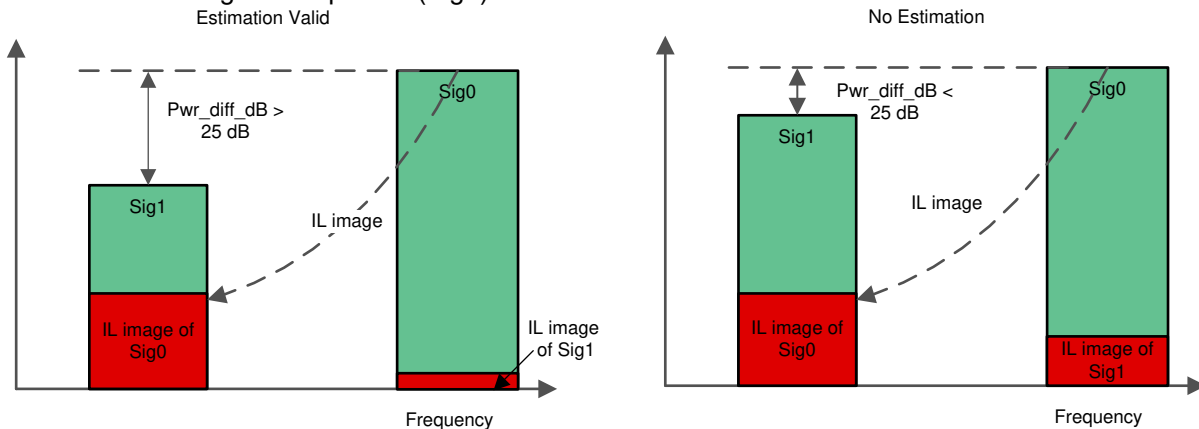 Estimation Valid
Pwr_diff_dB >
25 dB
Sig0
Sig1
IL image
IL image of
Sig0
IL image
of Sig1
Frequency
No Estimation
Pwr_diff_dB <
25 dB
Sig0
Sig1
IL image
IL image of
Sig0
IL image of
Sig1
Frequency